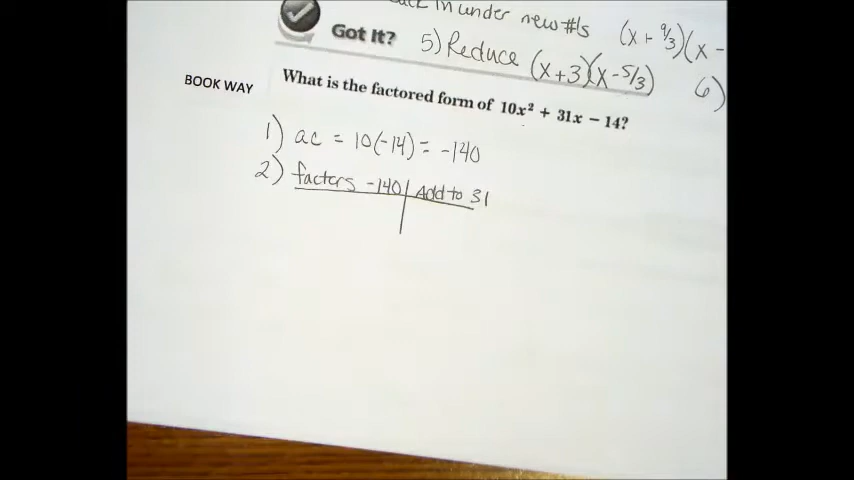 in under new #s (x + 9/3)(x -
Got It? 5) Reduce (x+3)(x-5/3) 6)
BOOK WAY What is the factored form of 10x² + 31x − 14?
1) ac = 10(-14) = -140
2) factors -140 | Add to 31